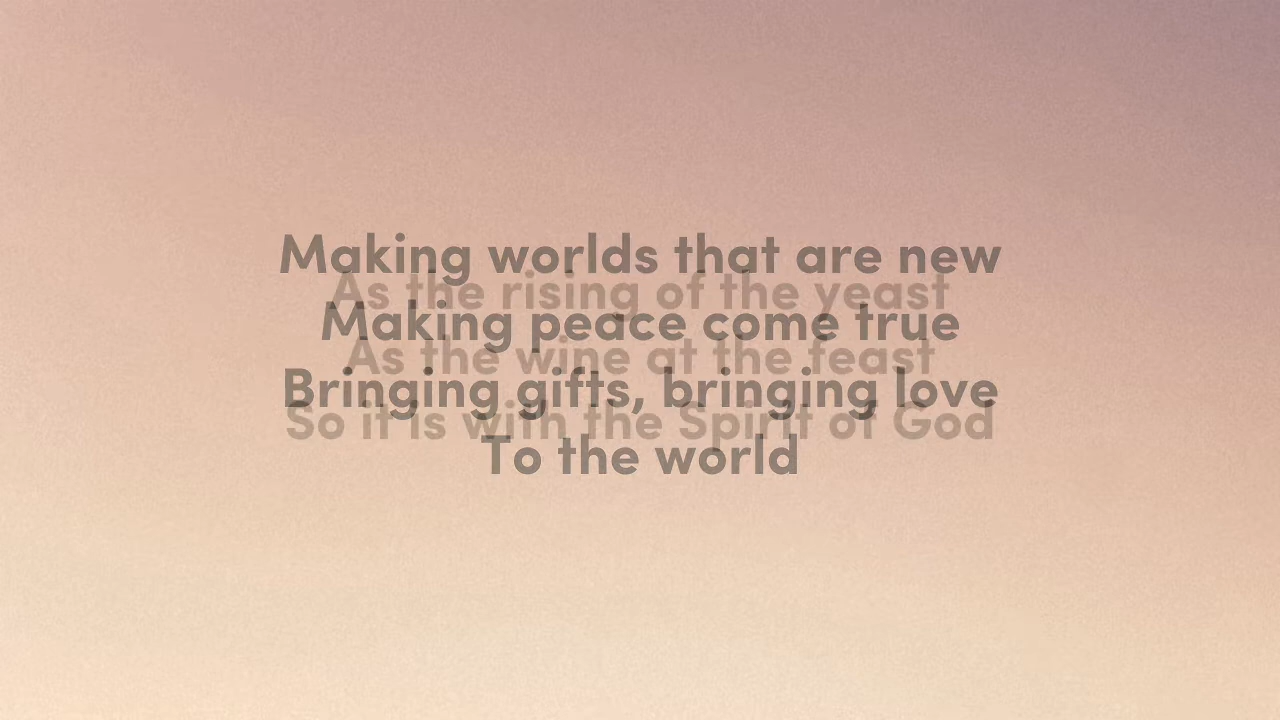 Making worlds that are new
As the rising of the yeast
Making peace come true
As the wine at the feast
Bringing gifts, bringing love
So it is with the Spirit of God
To the world